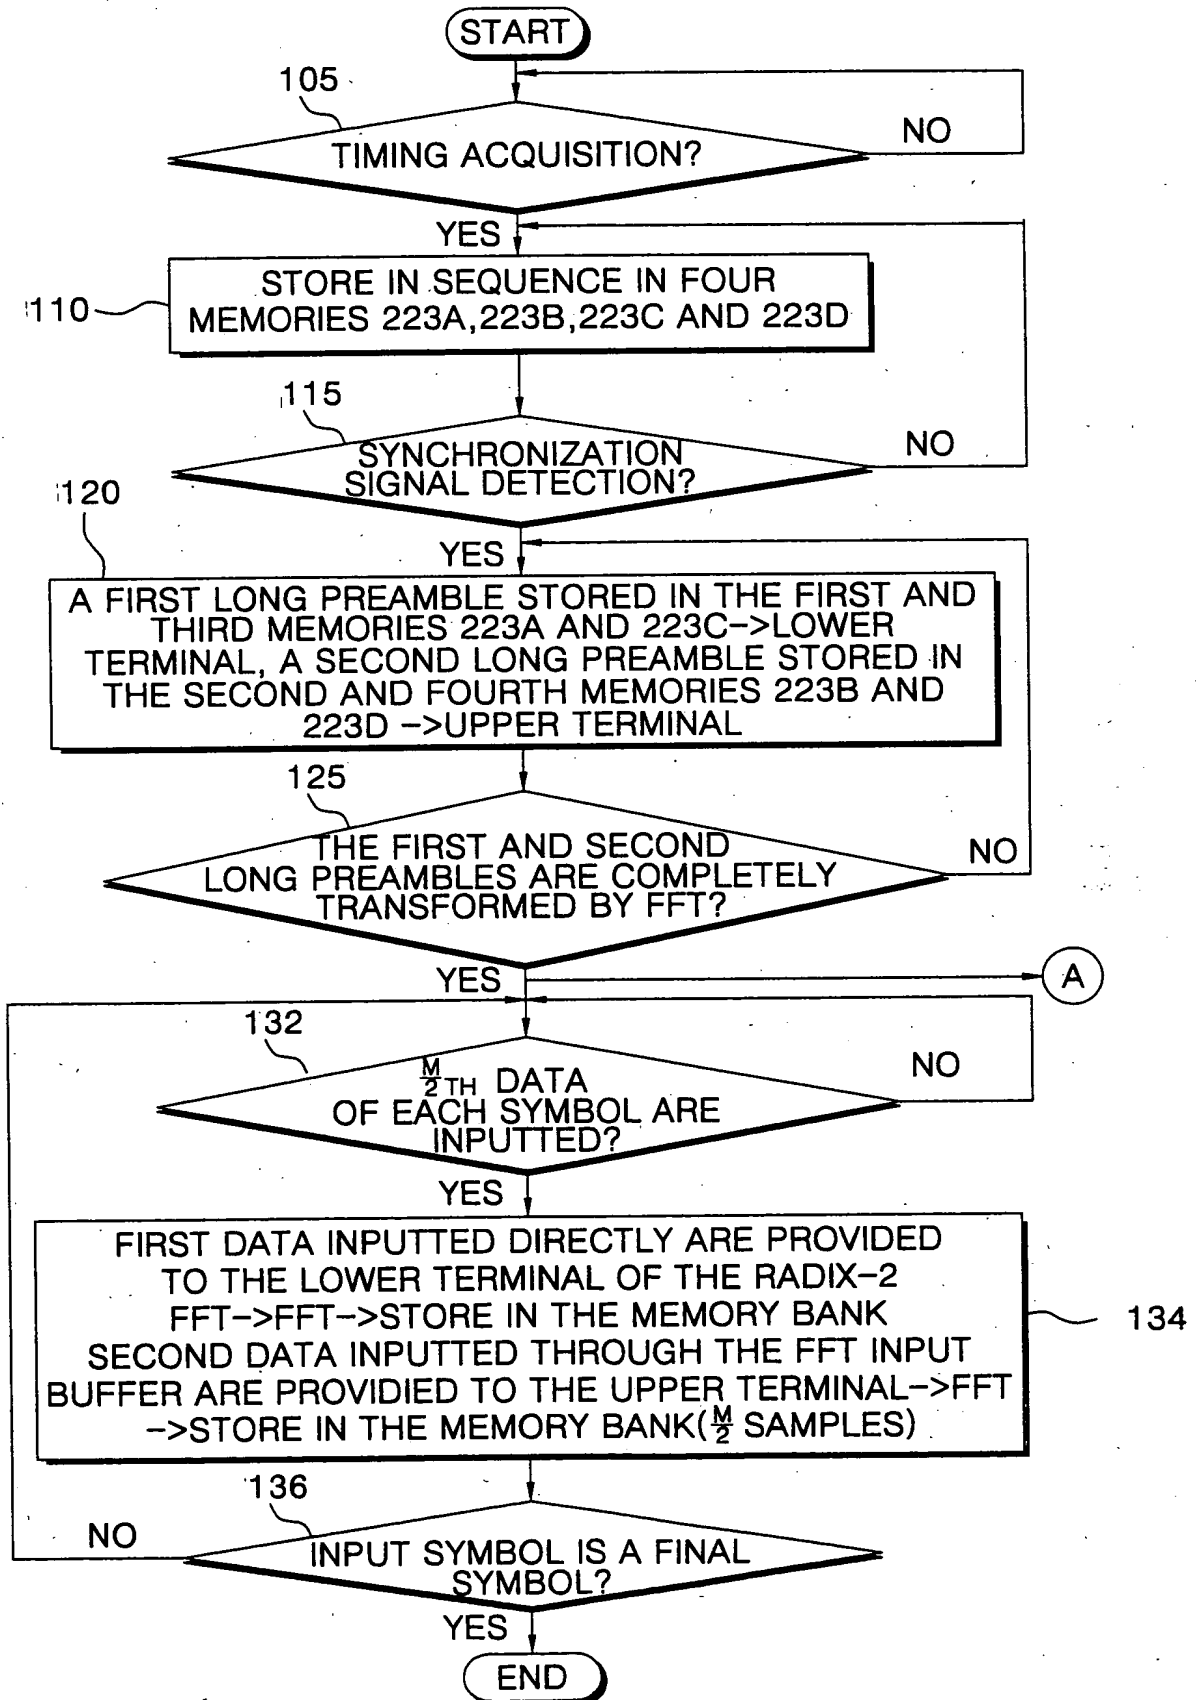 START
105
NO
TIMING ACQUISITION?
YES
STORE IN SEQUENCE IN FOUR
110
MEMORIES 223A,223B,223C AND 223D
115
NO
SYNCHRONIZATION
SIGNAL DETECTION?
120
YES
A FIRST LONG PREAMBLE STORED IN THE FIRST AND
THIRD MEMORIES 223A AND 223C->LOWER
TERMINAL, A SECOND LONG PREAMBLE STORED IN
THE SECOND AND FOURTH MEMORIES 223B AND
223D ->UPPER TERMINAL
125
THE FIRST AND SECOND
NO
LONG PREAMBLES ARE COMPLETELY
TRANSFORMED BY FFT?
YES
A
132
NO
M/2 TH DATA
OF EACH SYMBOL ARE
INPUTTED?
YES
FIRST DATA INPUTTED DIRECTLY ARE PROVIDED
TO THE LOWER TERMINAL OF THE RADIX-2
FFT->FFT->STORE IN THE MEMORY BANK
134
SECOND DATA INPUTTED THROUGH THE FFT INPUT
BUFFER ARE PROVIDIED TO THE UPPER TERMINAL->FFT
->STORE IN THE MEMORY BANK(M/2 SAMPLES)
136
NO
INPUT SYMBOL IS A FINAL
SYMBOL?
YES
END